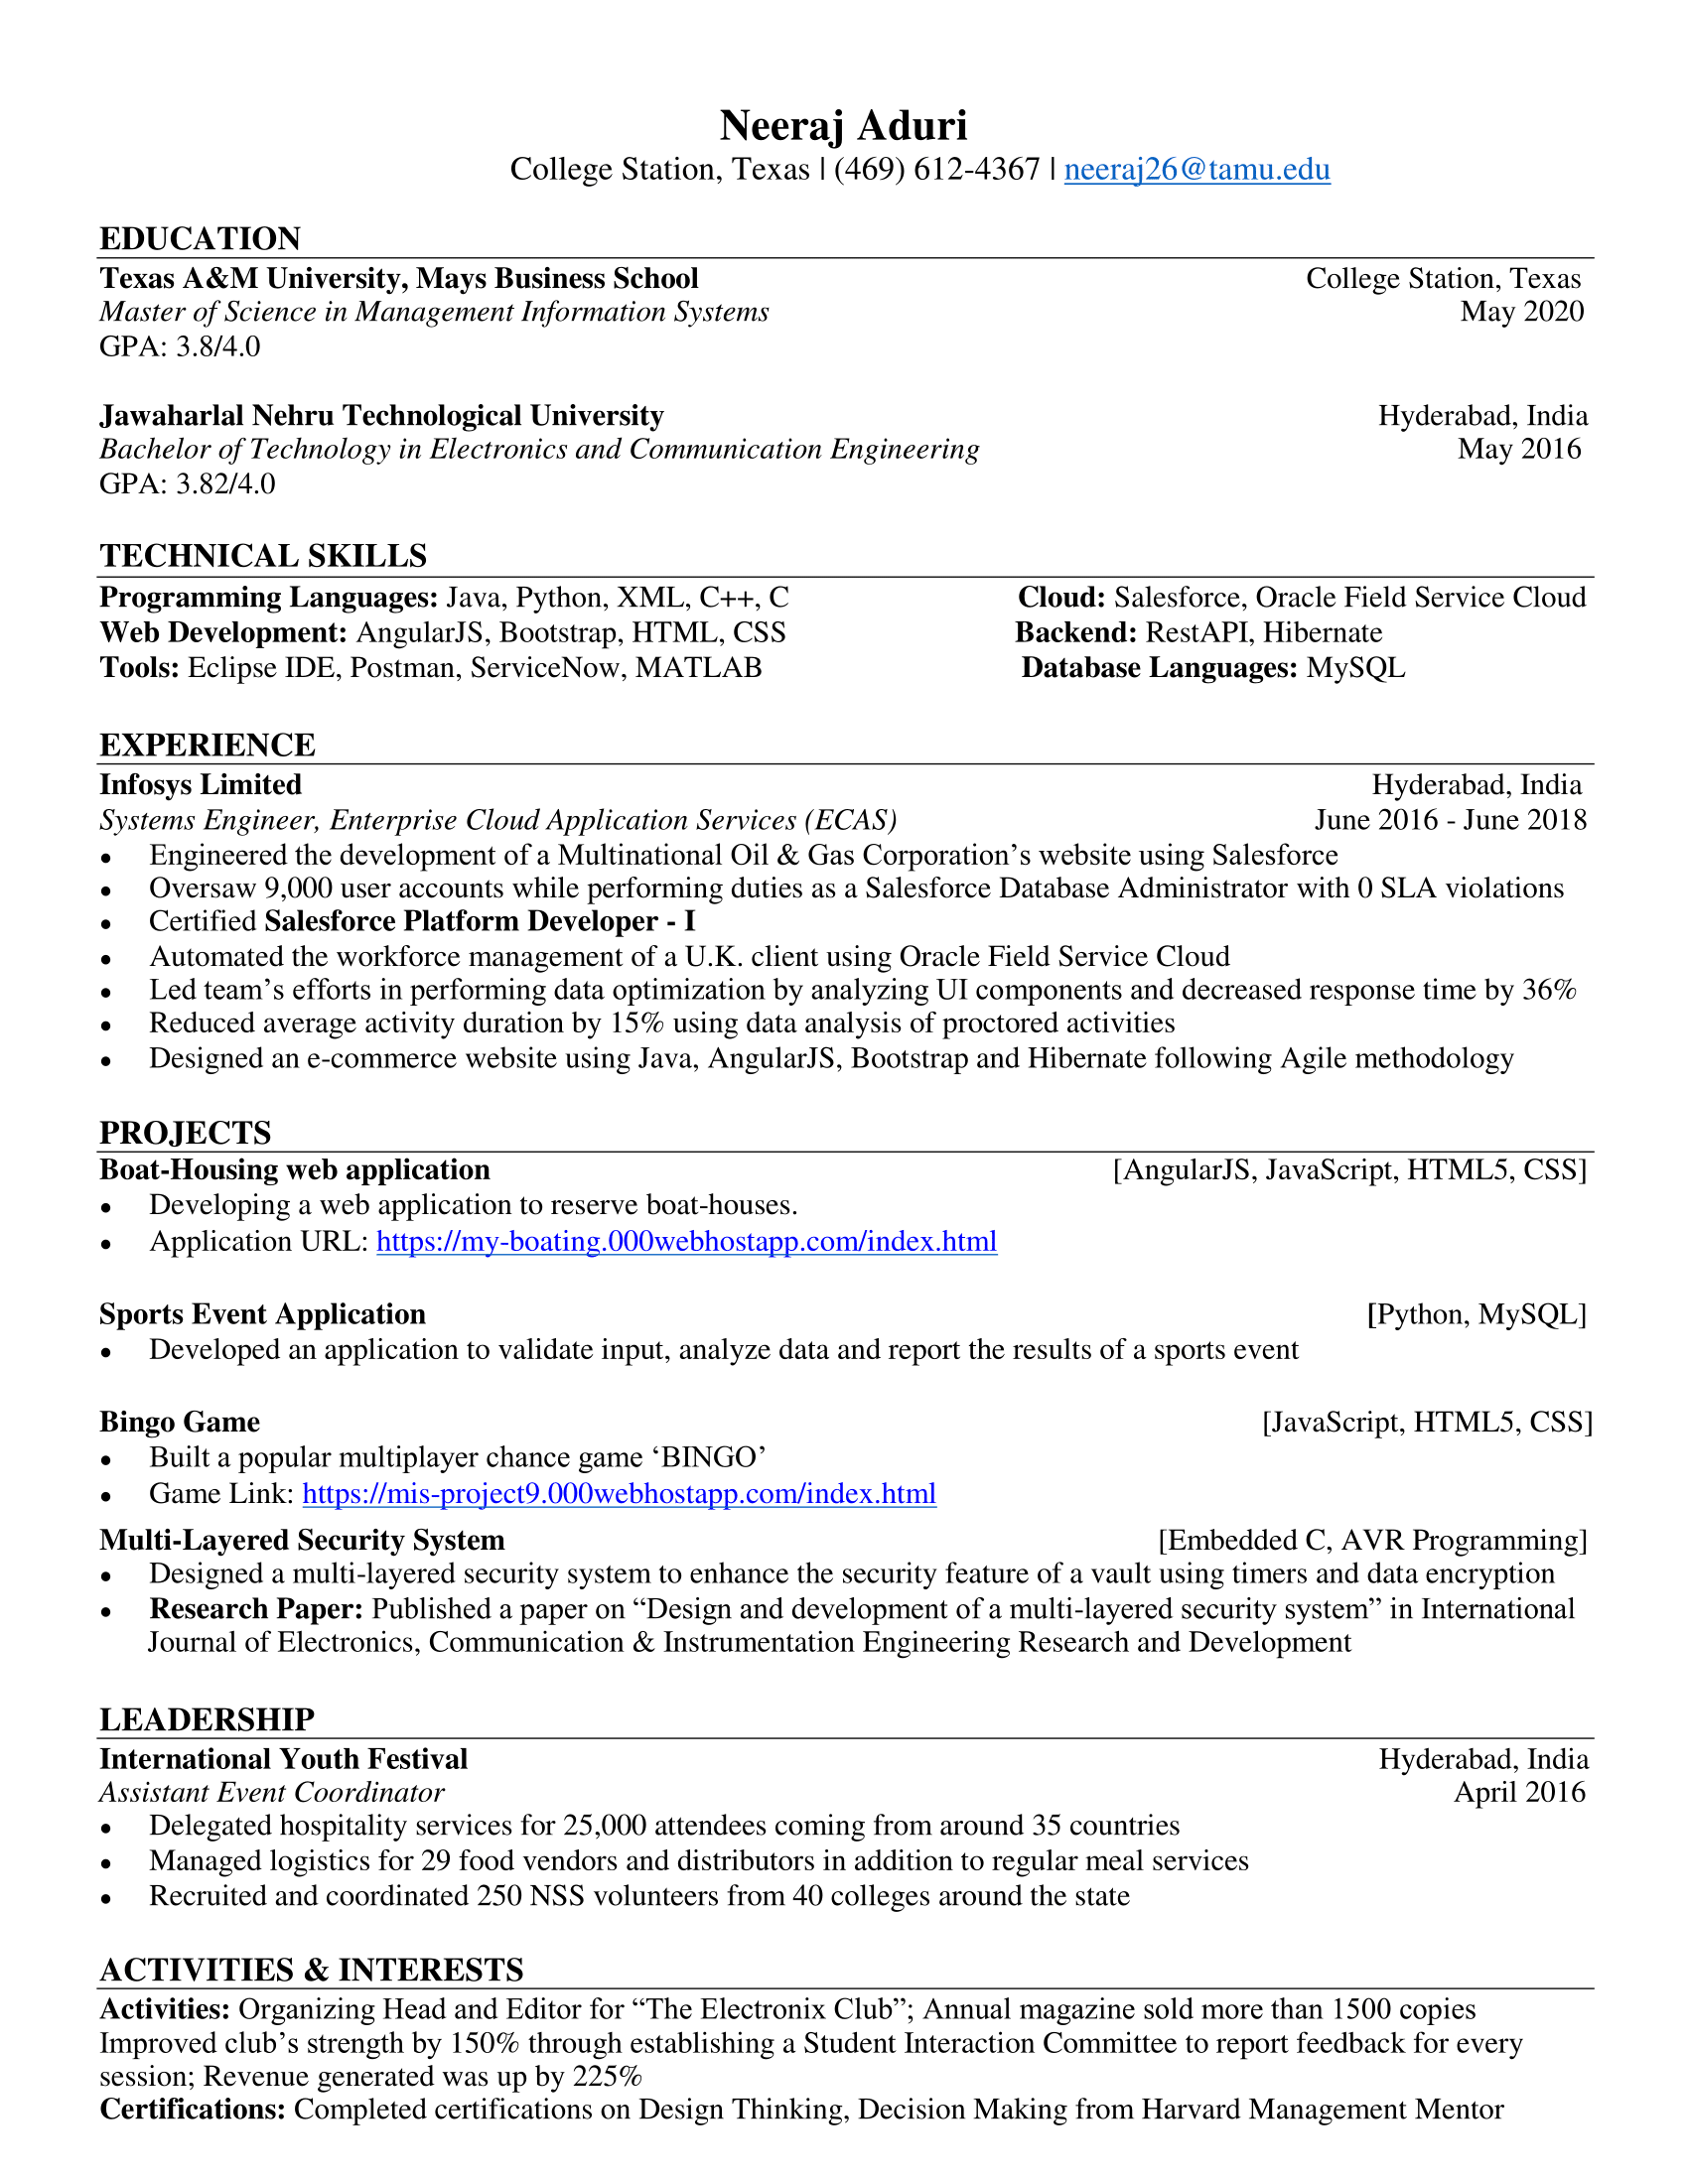 Neeraj Aduri
College Station, Texas | (469) 612-4367 | neeraj26@tamu.edu
EDUCATION
Texas A&M University, Mays Business School College Station, Texas
Master of Science in Management Information Systems May 2020
GPA: 3.8/4.0
Jawaharlal Nehru Technological University Hyderabad, India
Bachelor of Technology in Electronics and Communication Engineering May 2016
GPA: 3.82/4.0
TECHNICAL SKILLS
Programming Languages: Java, Python, XML, C++, C Cloud: Salesforce, Oracle Field Service Cloud
Web Development: AngularJS, Bootstrap, HTML, CSS Backend: RestAPI, Hibernate
Tools: Eclipse IDE, Postman, ServiceNow, MATLAB Database Languages: MySQL
EXPERIENCE
Infosys Limited Hyderabad, India
Systems Engineer, Enterprise Cloud Application Services (ECAS) June 2016 - June 2018
• Engineered the development of a Multinational Oil & Gas Corporation’s website using Salesforce
• Oversaw 9,000 user accounts while performing duties as a Salesforce Database Administrator with 0 SLA violations
• Certified Salesforce Platform Developer - I
• Automated the workforce management of a U.K. client using Oracle Field Service Cloud
• Led team’s efforts in performing data optimization by analyzing UI components and decreased response time by 36%
• Reduced average activity duration by 15% using data analysis of proctored activities
• Designed an e-commerce website using Java, AngularJS, Bootstrap and Hibernate following Agile methodology
PROJECTS
Boat-Housing web application [AngularJS, JavaScript, HTML5, CSS]
• Developing a web application to reserve boat-houses.
• Application URL: https://my-boating.000webhostapp.com/index.html
Sports Event Application [Python, MySQL]
• Developed an application to validate input, analyze data and report the results of a sports event
Bingo Game [JavaScript, HTML5, CSS]
• Built a popular multiplayer chance game ‘BINGO’
• Game Link: https://mis-project9.000webhostapp.com/index.html
Multi-Layered Security System [Embedded C, AVR Programming]
• Designed a multi-layered security system to enhance the security feature of a vault using timers and data encryption
• Research Paper: Published a paper on “Design and development of a multi-layered security system” in International
Journal of Electronics, Communication & Instrumentation Engineering Research and Development
LEADERSHIP
International Youth Festival Hyderabad, India
Assistant Event Coordinator April 2016
• Delegated hospitality services for 25,000 attendees coming from around 35 countries
• Managed logistics for 29 food vendors and distributors in addition to regular meal services
• Recruited and coordinated 250 NSS volunteers from 40 colleges around the state
ACTIVITIES & INTERESTS
Activities: Organizing Head and Editor for “The Electronix Club”; Annual magazine sold more than 1500 copies
Improved club’s strength by 150% through establishing a Student Interaction Committee to report feedback for every
session; Revenue generated was up by 225%
Certifications: Completed certifications on Design Thinking, Decision Making from Harvard Management Mentor